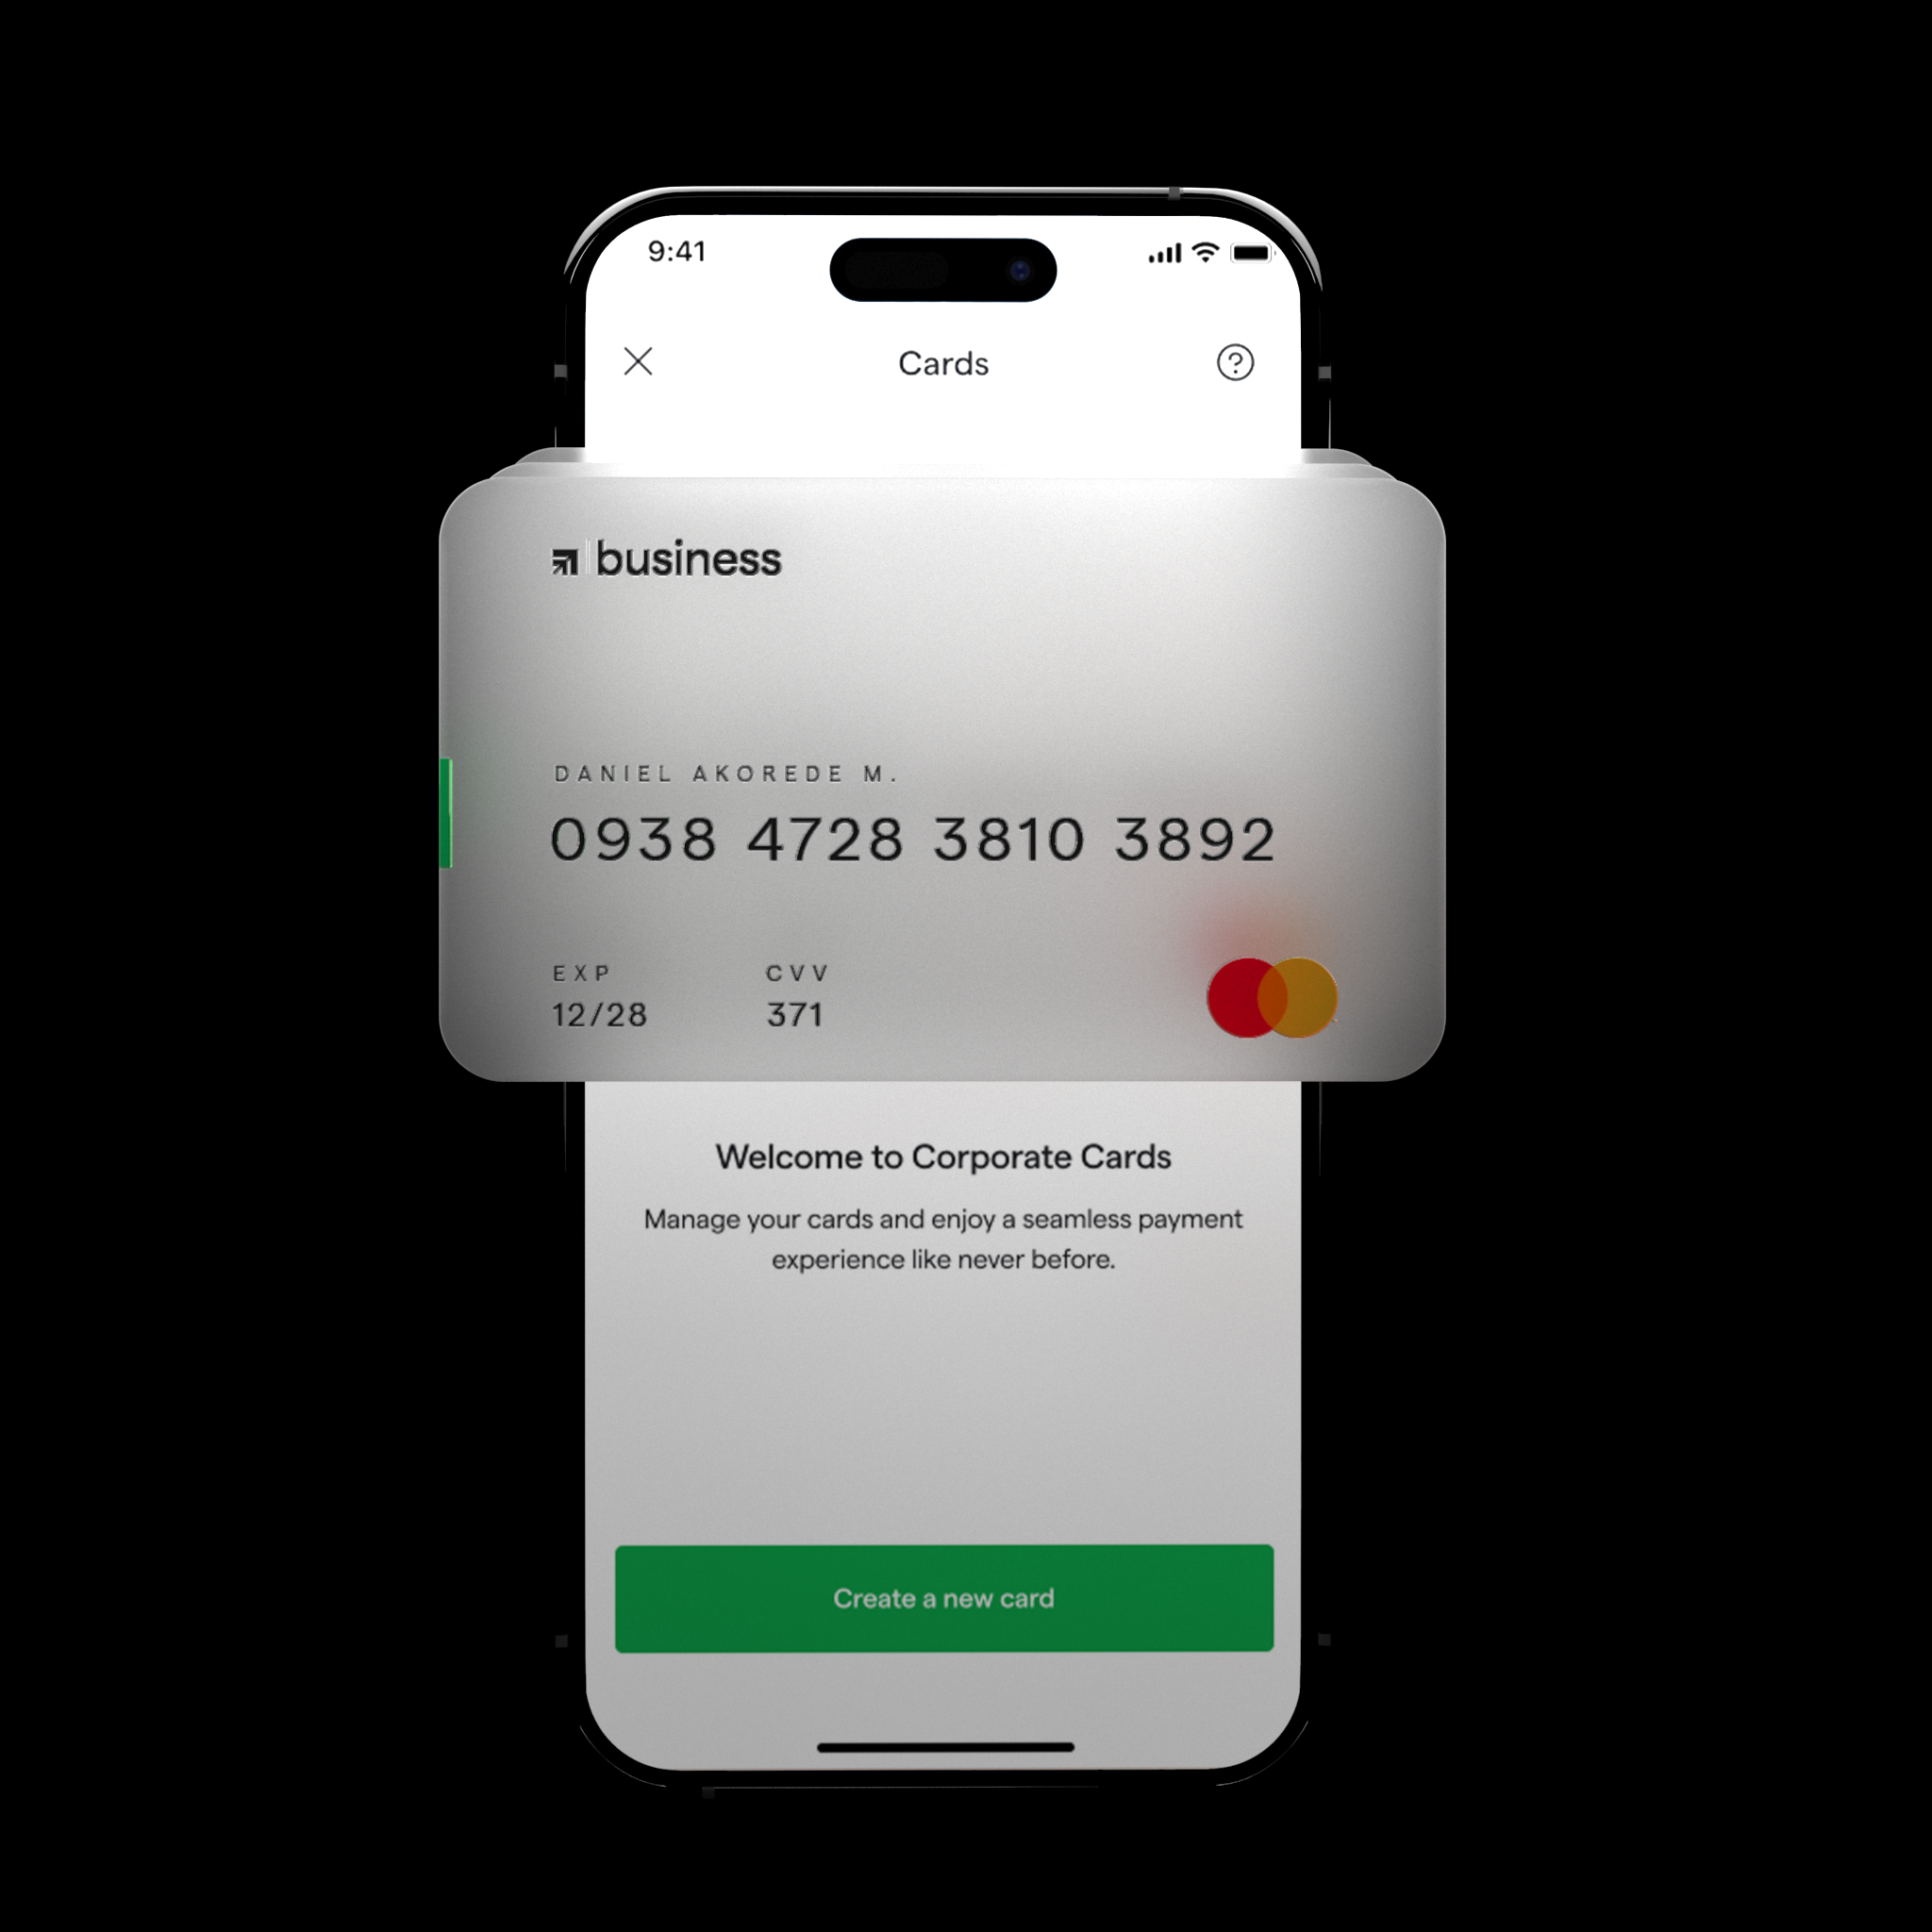 9:41
Cards
business
DANIEL AKOREDE M.
0938 4728 3810 3892
EXP CVV
12/28 371
Welcome to Corporate Cards
Manage your cards and enjoy a seamless payment
experience like never before.
Create a new card